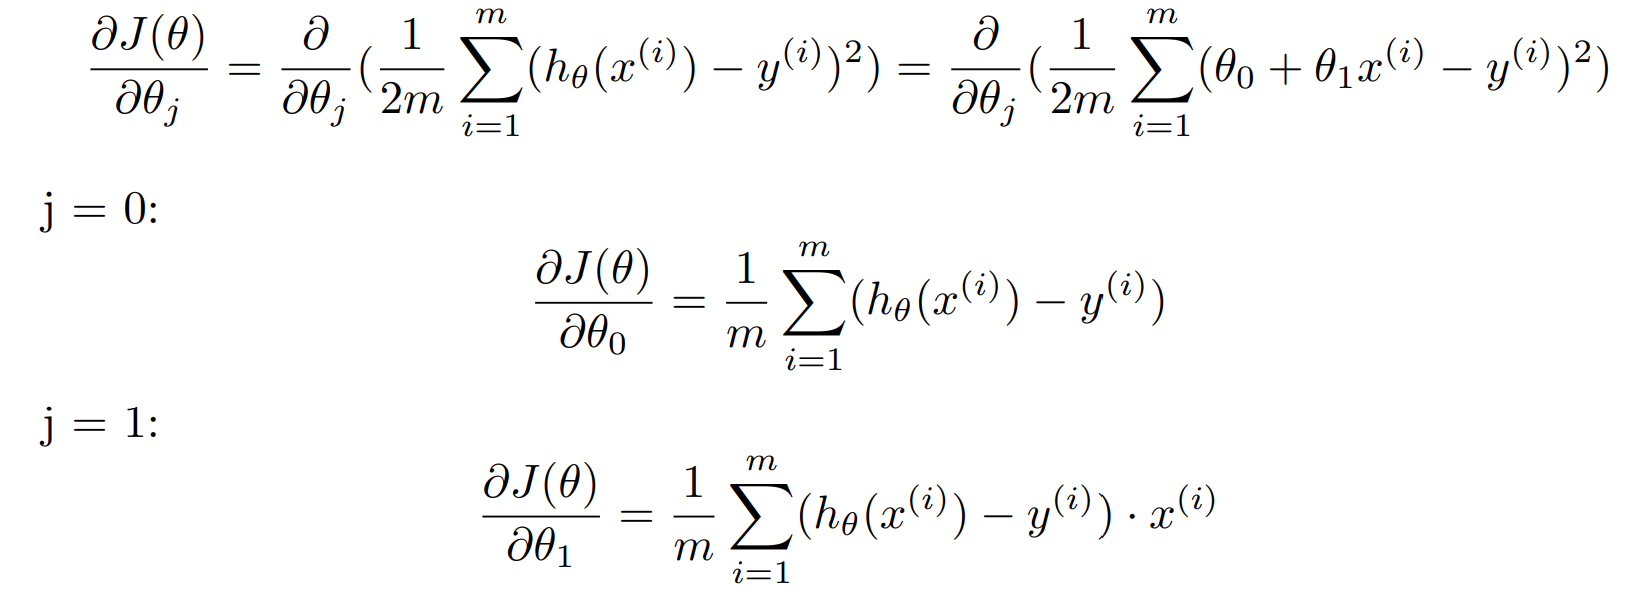 ∂J(θ)/∂θ_j = ∂/∂θ_j (1/2m ∑_{i=1}^{m} (h_θ(x^{(i)}) − y^{(i)})²) = ∂/∂θ_j (1/2m ∑_{i=1}^{m} (θ_0 + θ_1x^{(i)} − y^{(i)})²)
j = 0:
∂J(θ)/∂θ_0 = 1/m ∑_{i=1}^{m} (h_θ(x^{(i)}) − y^{(i)})
j = 1:
∂J(θ)/∂θ_1 = 1/m ∑_{i=1}^{m} (h_θ(x^{(i)}) − y^{(i)}) · x^{(i)}